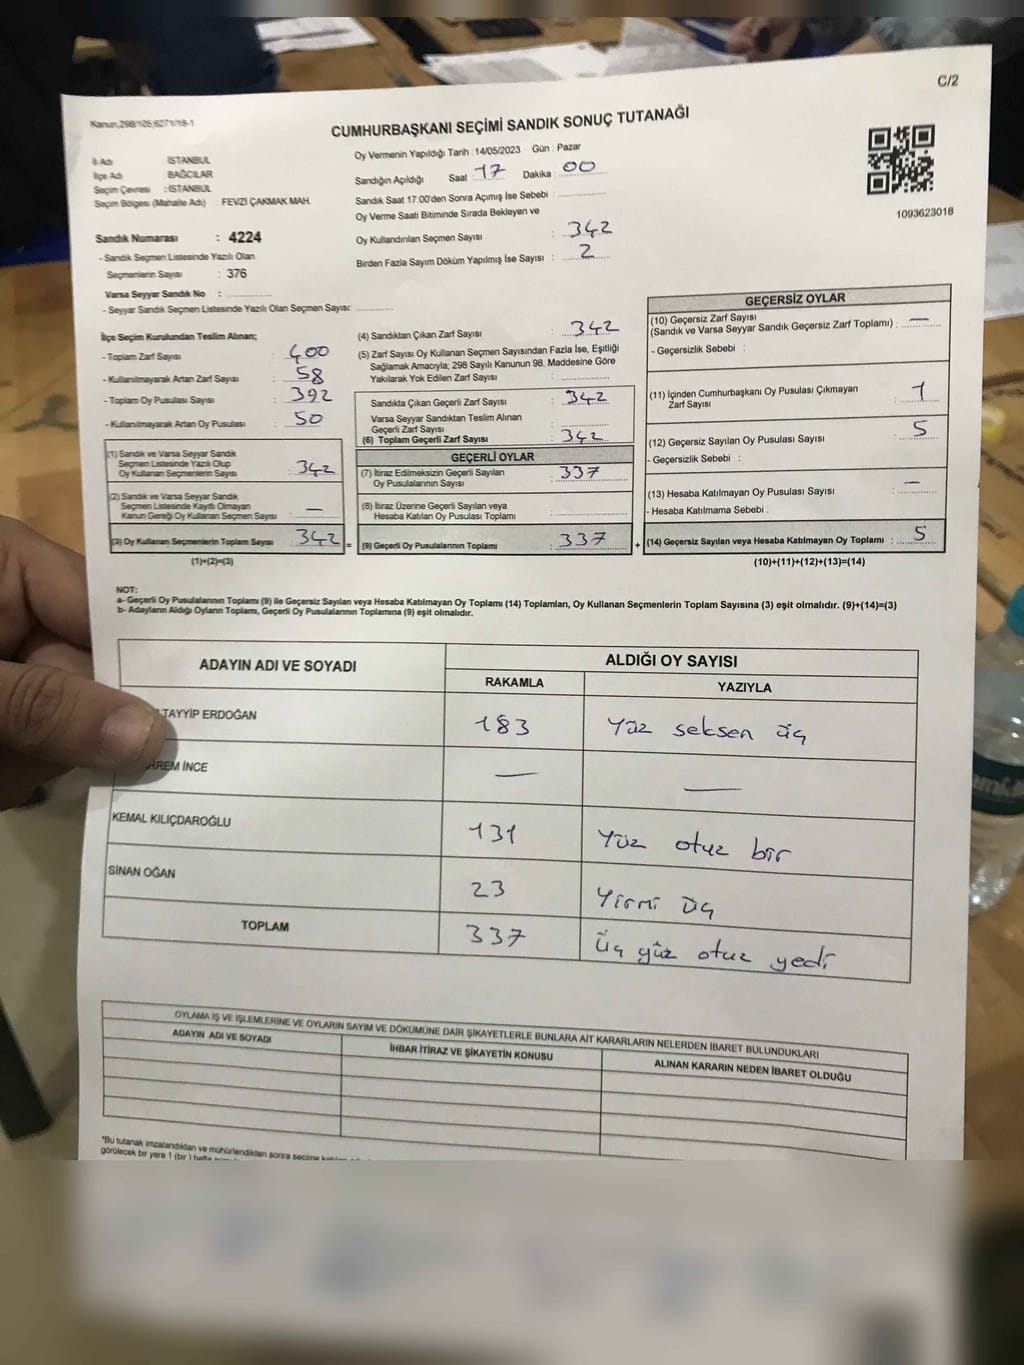 C/2
Kanun,298/105;6271/18-1
CUMHURBAŞKANI SEÇİMİ SANDIK SONUÇ TUTANAĞI
İl Adı : İSTANBUL
İlçe Adı : BAĞCILAR
Seçim Çevresi : İSTANBUL
Seçim Bölgesi (Mahalle Adı) FEVZİ ÇAKMAK MAH.
Sandık Numarası : 4224
- Sandık Seçmen Listesinde Yazılı Olan
Seçmenlerin Sayısı : 376
Varsa Seyyar Sandık No :
- Seyyar Sandık Seçmen Listesinde Yazılı Olan Seçmen Sayısı:
Oy Vermenin Yapıldığı Tarih : 14/05/2023 Gün : Pazar
Sandığın Açıldığı Saat : 17 Dakika : 00
Sandık Saat 17:00'den Sonra Açmış İse Sebebi :
Oy Verme Saati Bitiminde Sırada Bekleyen ve
Oy Kullandırılan Seçmen Sayısı : 342
Birden Fazla Sayım Döküm Yapılmış İse Sayısı : 2
1093623018
İlçe Seçim Kurulundan Teslim Alınan;
- Toplam Zarf Sayısı : 400
- Kullanılmayarak Artan Zarf Sayısı : 58
- Toplam Oy Pusulası Sayısı : 392
- Kullanılmayarak Artan Oy Pusulası : 50
(1) Sandık ve Varsa Seyyar Sandık
Seçmen Listesinde Yazılı Olup
Oy Kullanan Seçmenlerin Sayısı : 342
(2) Sandık ve Varsa Seyyar Sandık
Seçmen Listesinde Kayıtlı Olmayan
Kanun Gereği Oy Kullanan Seçmen Sayısı : —
(3) Oy Kullanan Seçmenlerin Toplam Sayısı : 342 =
(1)+(2)=(3)
(4) Sandıktan Çıkan Zarf Sayısı : 342
(5) Zarf Sayısı Oy Kullanan Seçmen Sayısından Fazla İse, Eşitliği
Sağlamak Amacıyla; 298 Sayılı Kanunun 98. Maddesine Göre
Yakılarak Yok Edilen Zarf Sayısı :
Sandıkta Çıkan Geçerli Zarf Sayısı : 342
Varsa Seyyar Sandıktan Teslim Alınan
Geçerli Zarf Sayısı :
(6) Toplam Geçerli Zarf Sayısı : 342
GEÇERLİ OYLAR
(7) İtiraz Edilmeksizin Geçerli Sayılan
Oy Pusulalarının Sayısı : 337
(8) İtiraz Üzerine Geçerli Sayılan veya
Hesaba Katılan Oy Pusulası Toplamı :
(9) Geçerli Oy Pusulalarının Toplamı : 337 +
GEÇERSİZ OYLAR
(10) Geçersiz Zarf Sayısı
(Sandık ve Varsa Seyyar Sandık Geçersiz Zarf Toplamı) : —
- Geçersizlik Sebebi :
(11) İçinden Cumhurbaşkanı Oy Pusulası Çıkmayan
Zarf Sayısı : 1
(12) Geçersiz Sayılan Oy Pusulası Sayısı : 5
- Geçersizlik Sebebi :
(13) Hesaba Katılmayan Oy Pusulası Sayısı : —
- Hesaba Katılmama Sebebi :
(14) Geçersiz Sayılan veya Hesaba Katılmayan Oy Toplamı : 5
(10)+(11)+(12)+(13)=(14)
NOT:
a- Geçerli Oy Pusulalarının Toplamı (9) ile Geçersiz Sayılan veya Hesaba Katılmayan Oy Toplamı (14) Toplamları, Oy Kullanan Seçmenlerin Toplam Sayısına (3) eşit olmalıdır. (9)+(14)=(3)
b- Adayların Aldığı Oyların Toplamı, Geçerli Oy Pusulalarının Toplamına (9) eşit olmalıdır.
ADAYIN ADI VE SOYADI ALDIĞI OY SAYISI
RAKAMLA YAZIYLA
TAYYİP ERDOĞAN 183 Yüz seksen üç
RREM İNCE — —
KEMAL KILIÇDAROĞLU 131 Yüz otuz bir
SİNAN OĞAN 23 Yirmi üç
TOPLAM 337 Üç yüz otuz yedi
OYLAMA İŞ VE İŞLEMLERİNE VE OYLARIN SAYIM VE DÖKÜMÜNE DAİR ŞİKAYETLERLE BUNLARA AİT KARARLARIN NELERDEN İBARET BULUNDUKLARI
ADAYIN ADI VE SOYADI İHBAR İTİRAZ VE ŞİKAYETİN KONUSU ALINAN KARARIN NEDEN İBARET OLDUĞU
*Bu tutanak imzalandıktan ve mühürlendikten sonra seçime
görülecek bir yere 1 (bir) hafta